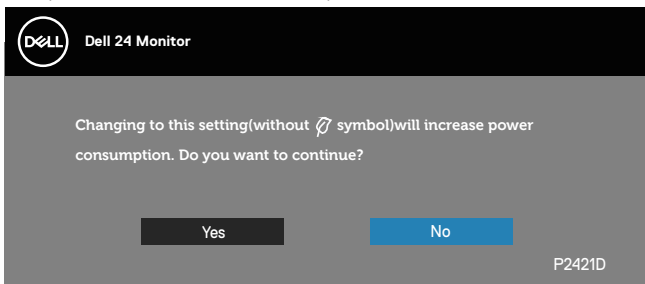 DELL
Dell 24 Monitor
Changing to this setting(without symbol)will increase power
consumption. Do you want to continue?
Yes No
P2421D